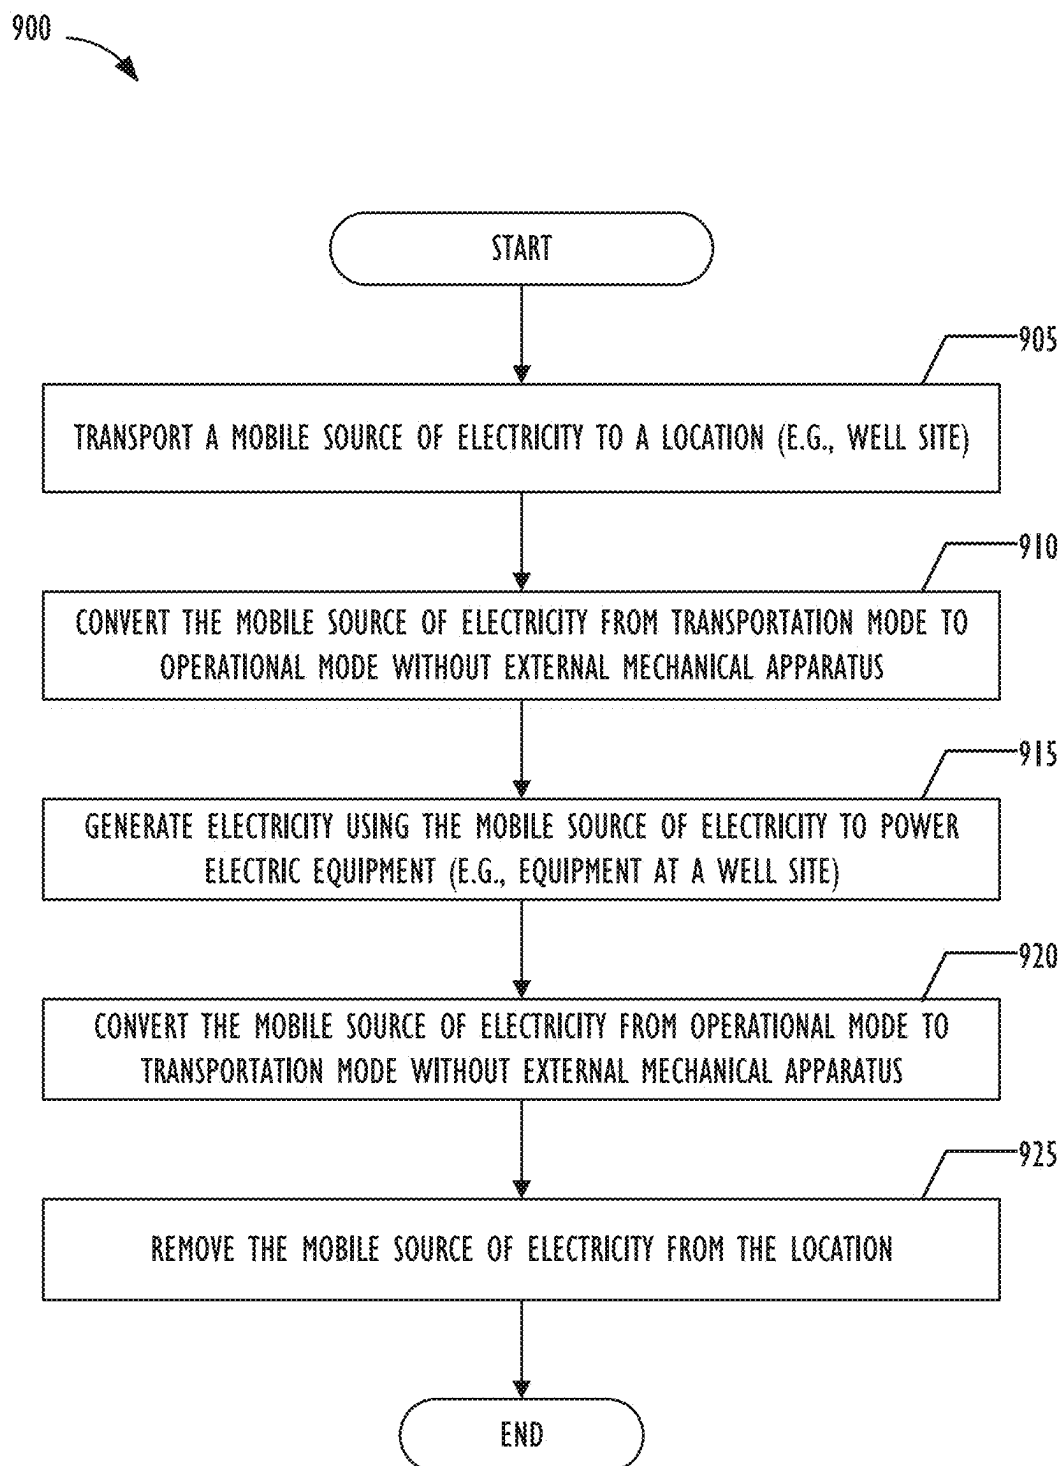 900
START
905
TRANSPORT A MOBILE SOURCE OF ELECTRICITY TO A LOCATION (E.G., WELL SITE)
910
CONVERT THE MOBILE SOURCE OF ELECTRICITY FROM TRANSPORTATION MODE TO
OPERATIONAL MODE WITHOUT EXTERNAL MECHANICAL APPARATUS
915
GENERATE ELECTRICITY USING THE MOBILE SOURCE OF ELECTRICITY TO POWER
ELECTRIC EQUIPMENT (E.G., EQUIPMENT AT A WELL SITE)
920
CONVERT THE MOBILE SOURCE OF ELECTRICITY FROM OPERATIONAL MODE TO
TRANSPORTATION MODE WITHOUT EXTERNAL MECHANICAL APPARATUS
925
REMOVE THE MOBILE SOURCE OF ELECTRICITY FROM THE LOCATION
END